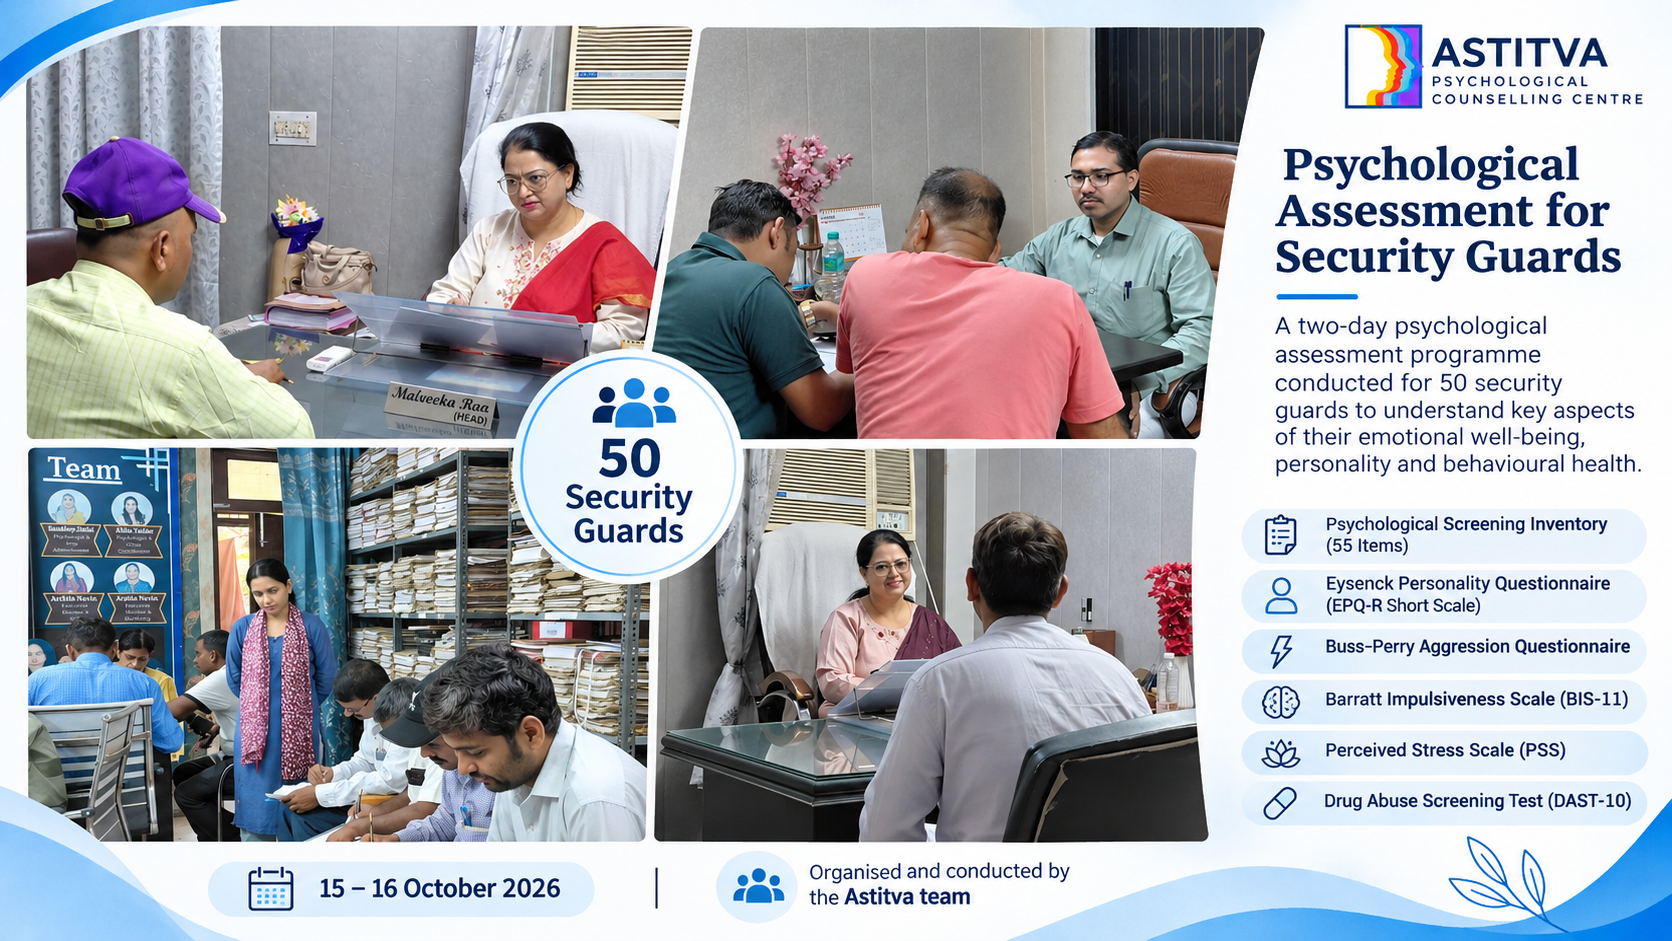 ASTITVA
PSYCHOLOGICAL
COUNSELLING CENTRE
Psychological
Assessment for
Security Guards
A two-day psychological
assessment programme
conducted for 50 security
guards to understand key aspects
of their emotional well-being,
personality and behavioural health.
Psychological Screening Inventory
(55 Items)
Eysenck Personality Questionnaire
(EPQ-R Short Scale)
Buss-Perry Aggression Questionnaire
Barratt Impulsiveness Scale (BIS-11)
Perceived Stress Scale (PSS)
Drug Abuse Screening Test (DAST-10)
Malveeka Raa
(HEAD)
50
Security
Guards
Team
15 – 16 October 2026
Organised and conducted by
the Astitva team